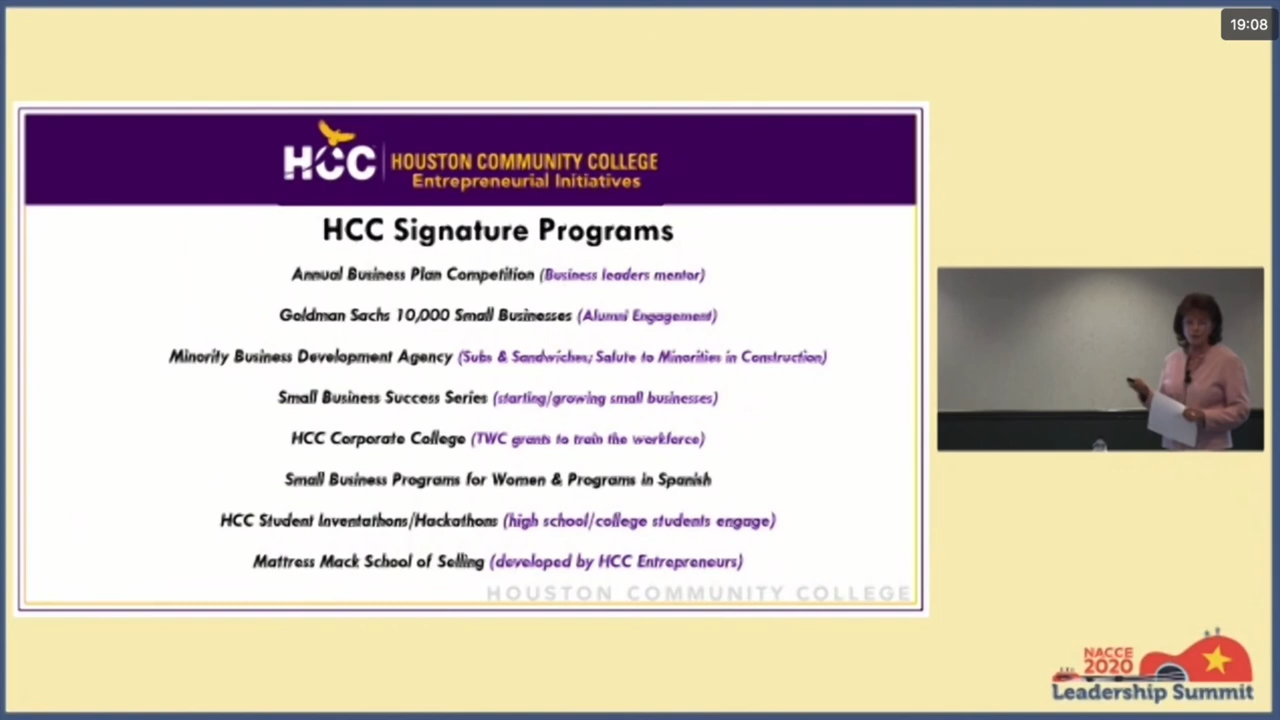 19:08
HCC HOUSTON COMMUNITY COLLEGE
Entrepreneurial Initiatives
HCC Signature Programs
Annual Business Plan Competition (Business leaders mentor)
Goldman Sachs 10,000 Small Businesses (Alumni Engagement)
Minority Business Development Agency (Subs & Sandwiches; Salute to Minorities in Construction)
Small Business Success Series (starting/growing small businesses)
HCC Corporate College (TWC grants to train the workforce)
Small Business Programs for Women & Programs in Spanish
HCC Student Inventathons/Hackathons (high school/college students engage)
Mattress Mack School of Selling (developed by HCC Entrepreneurs)
HOUSTON COMMUNITY COLLEGE
NACCE
2020
Leadership Summit